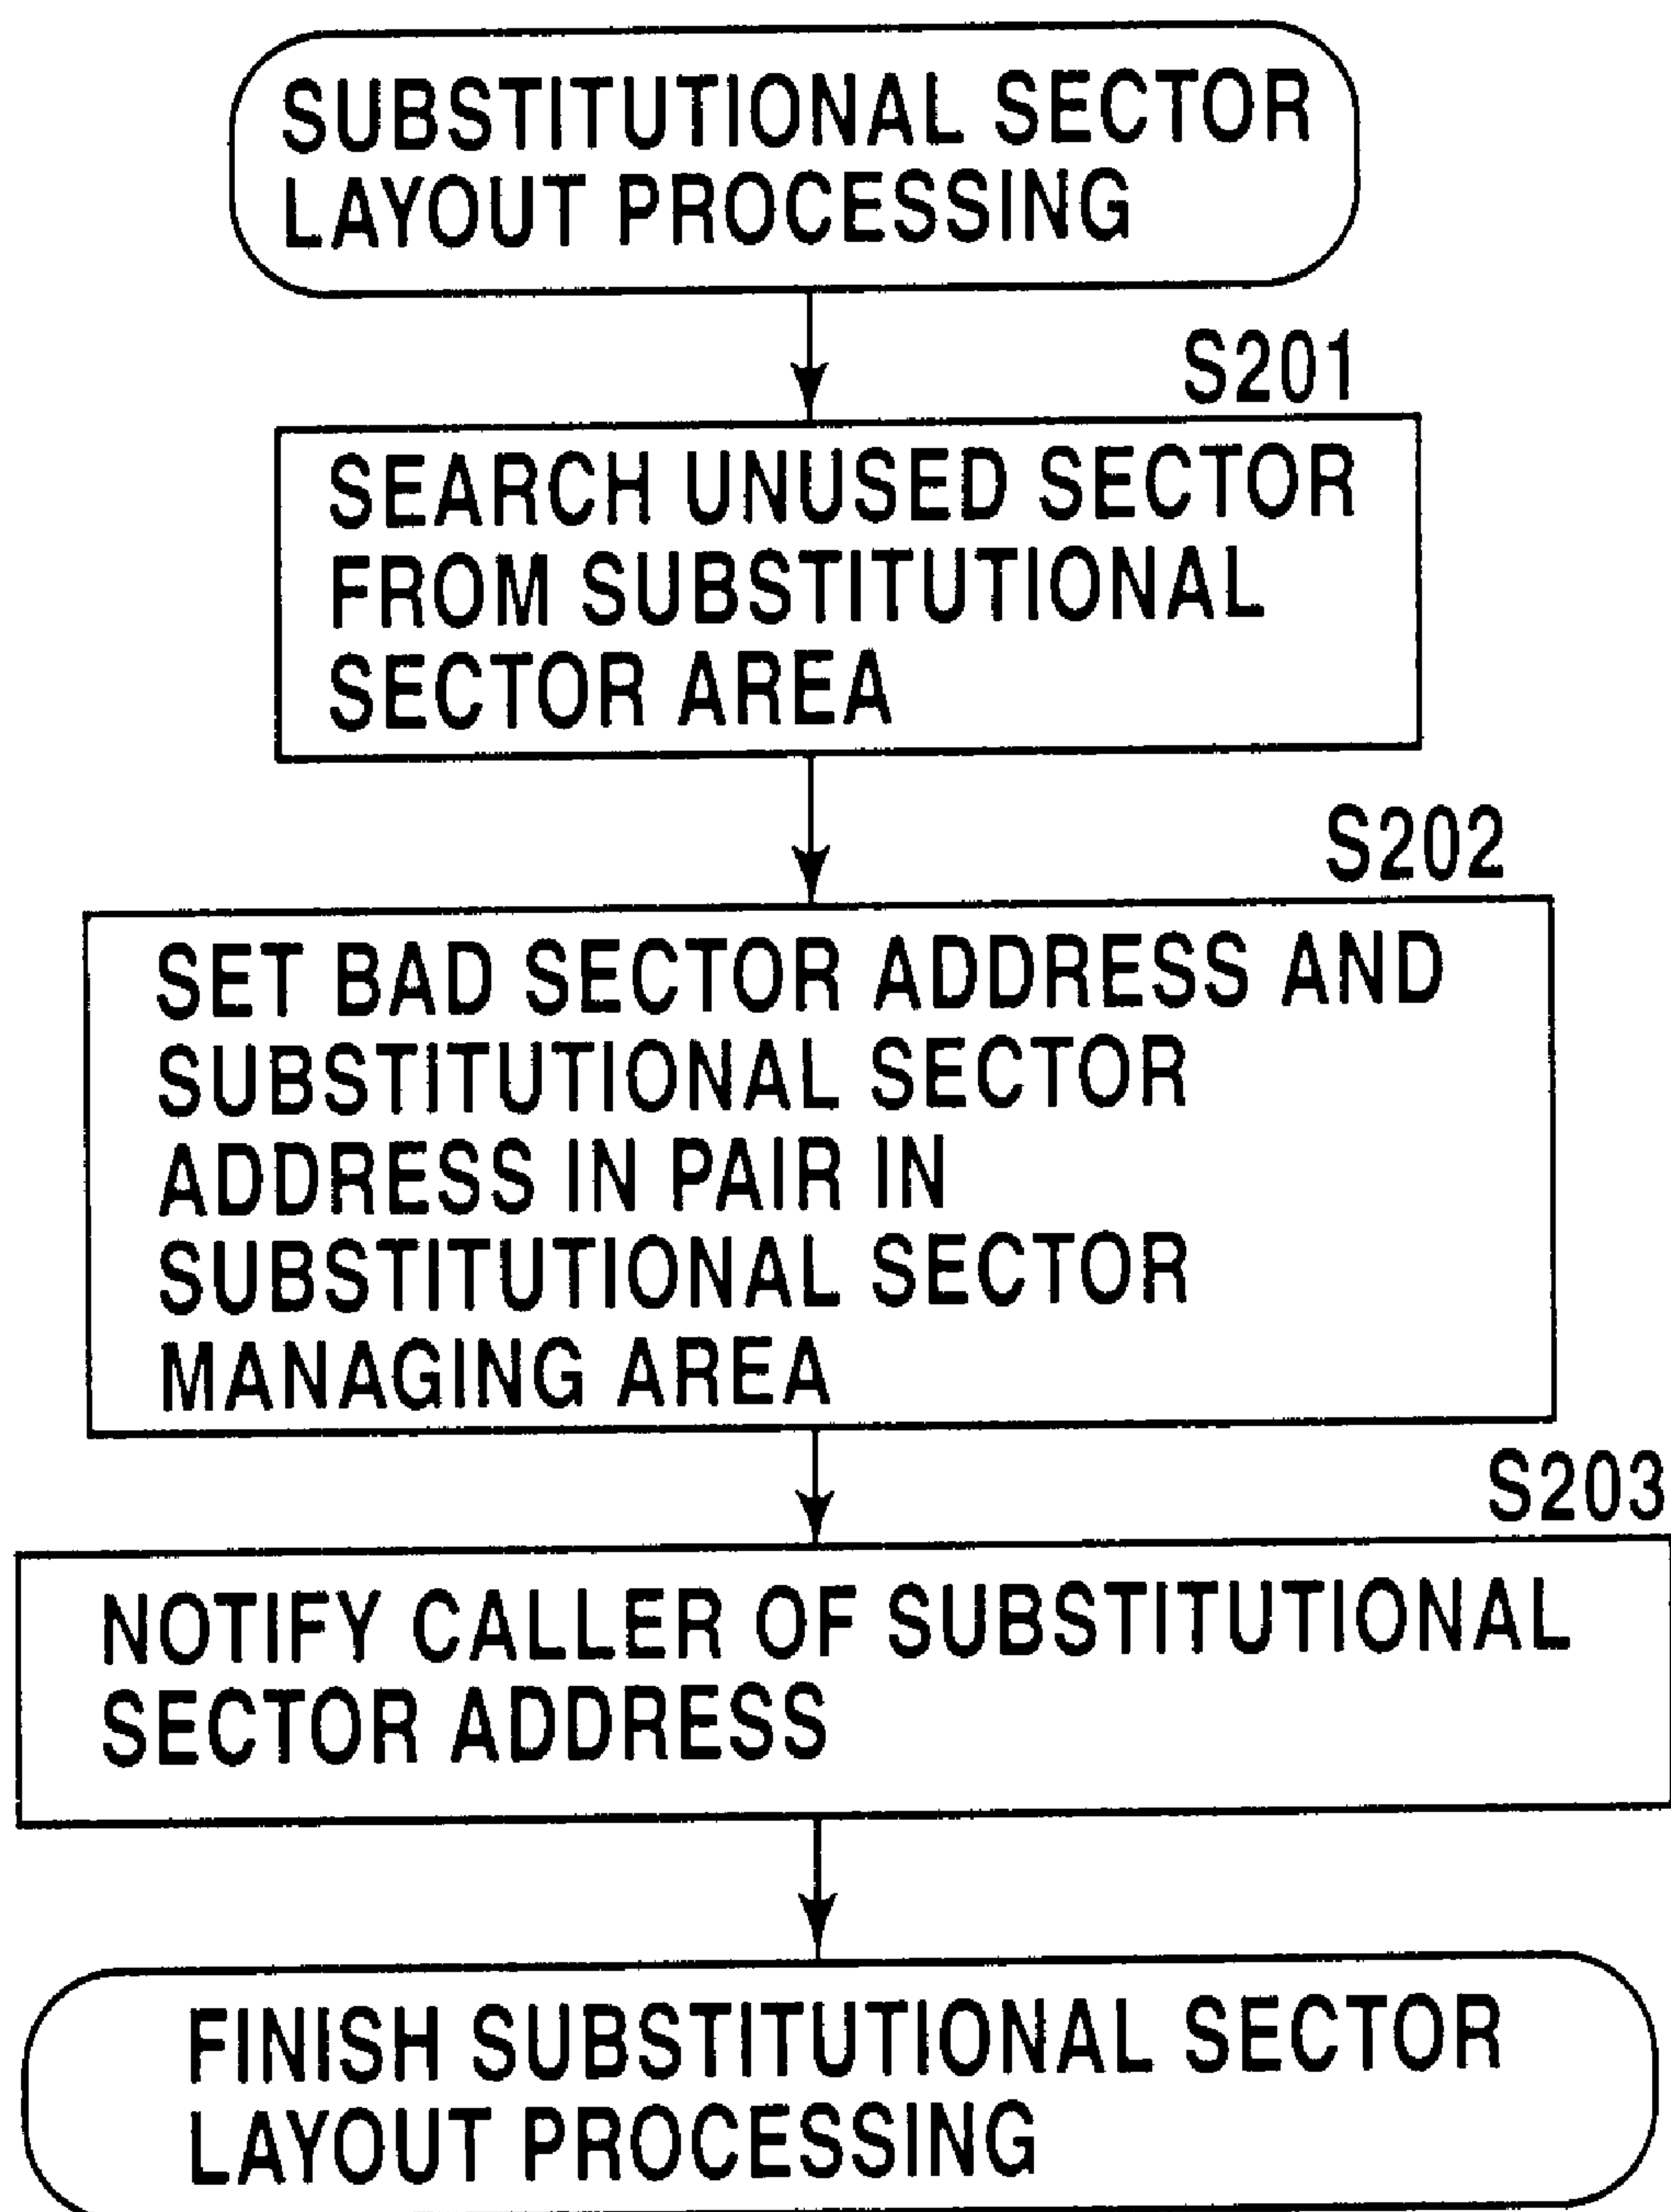 SUBSTITUTIONAL SECTOR
LAYOUT PROCESSING
S201
SEARCH UNUSED SECTOR
FROM SUBSTITUTIONAL
SECTOR AREA
S202
SET BAD SECTOR ADDRESS AND
SUBSTITUTIONAL SECTOR
ADDRESS IN PAIR IN
SUBSTITUTIONAL SECTOR
MANAGING AREA
S203
NOTIFY CALLER OF SUBSTITUTIONAL
SECTOR ADDRESS
FINISH SUBSTITUTIONAL SECTOR
LAYOUT PROCESSING